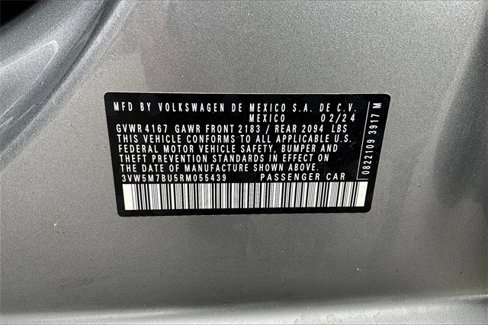 MFD BY VOLKSWAGEN DE MEXICO S.A. DE C.V.
MEXICO 02/24
GVWR 4167 GAWR FRONT 2183 / REAR 2094 LBS
THIS VEHICLE CONFORMS TO ALL APPLICABLE U.S.
FEDERAL MOTOR VEHICLE SAFETY, BUMPER AND
THEFT PREVENTION STANDARDS IN EFFECT ON THE
DATE OF MANUFACTURE SHOWN ABOVE.
3VW5M7BU5RM055439 PASSENGER CAR
0822109 3917 M